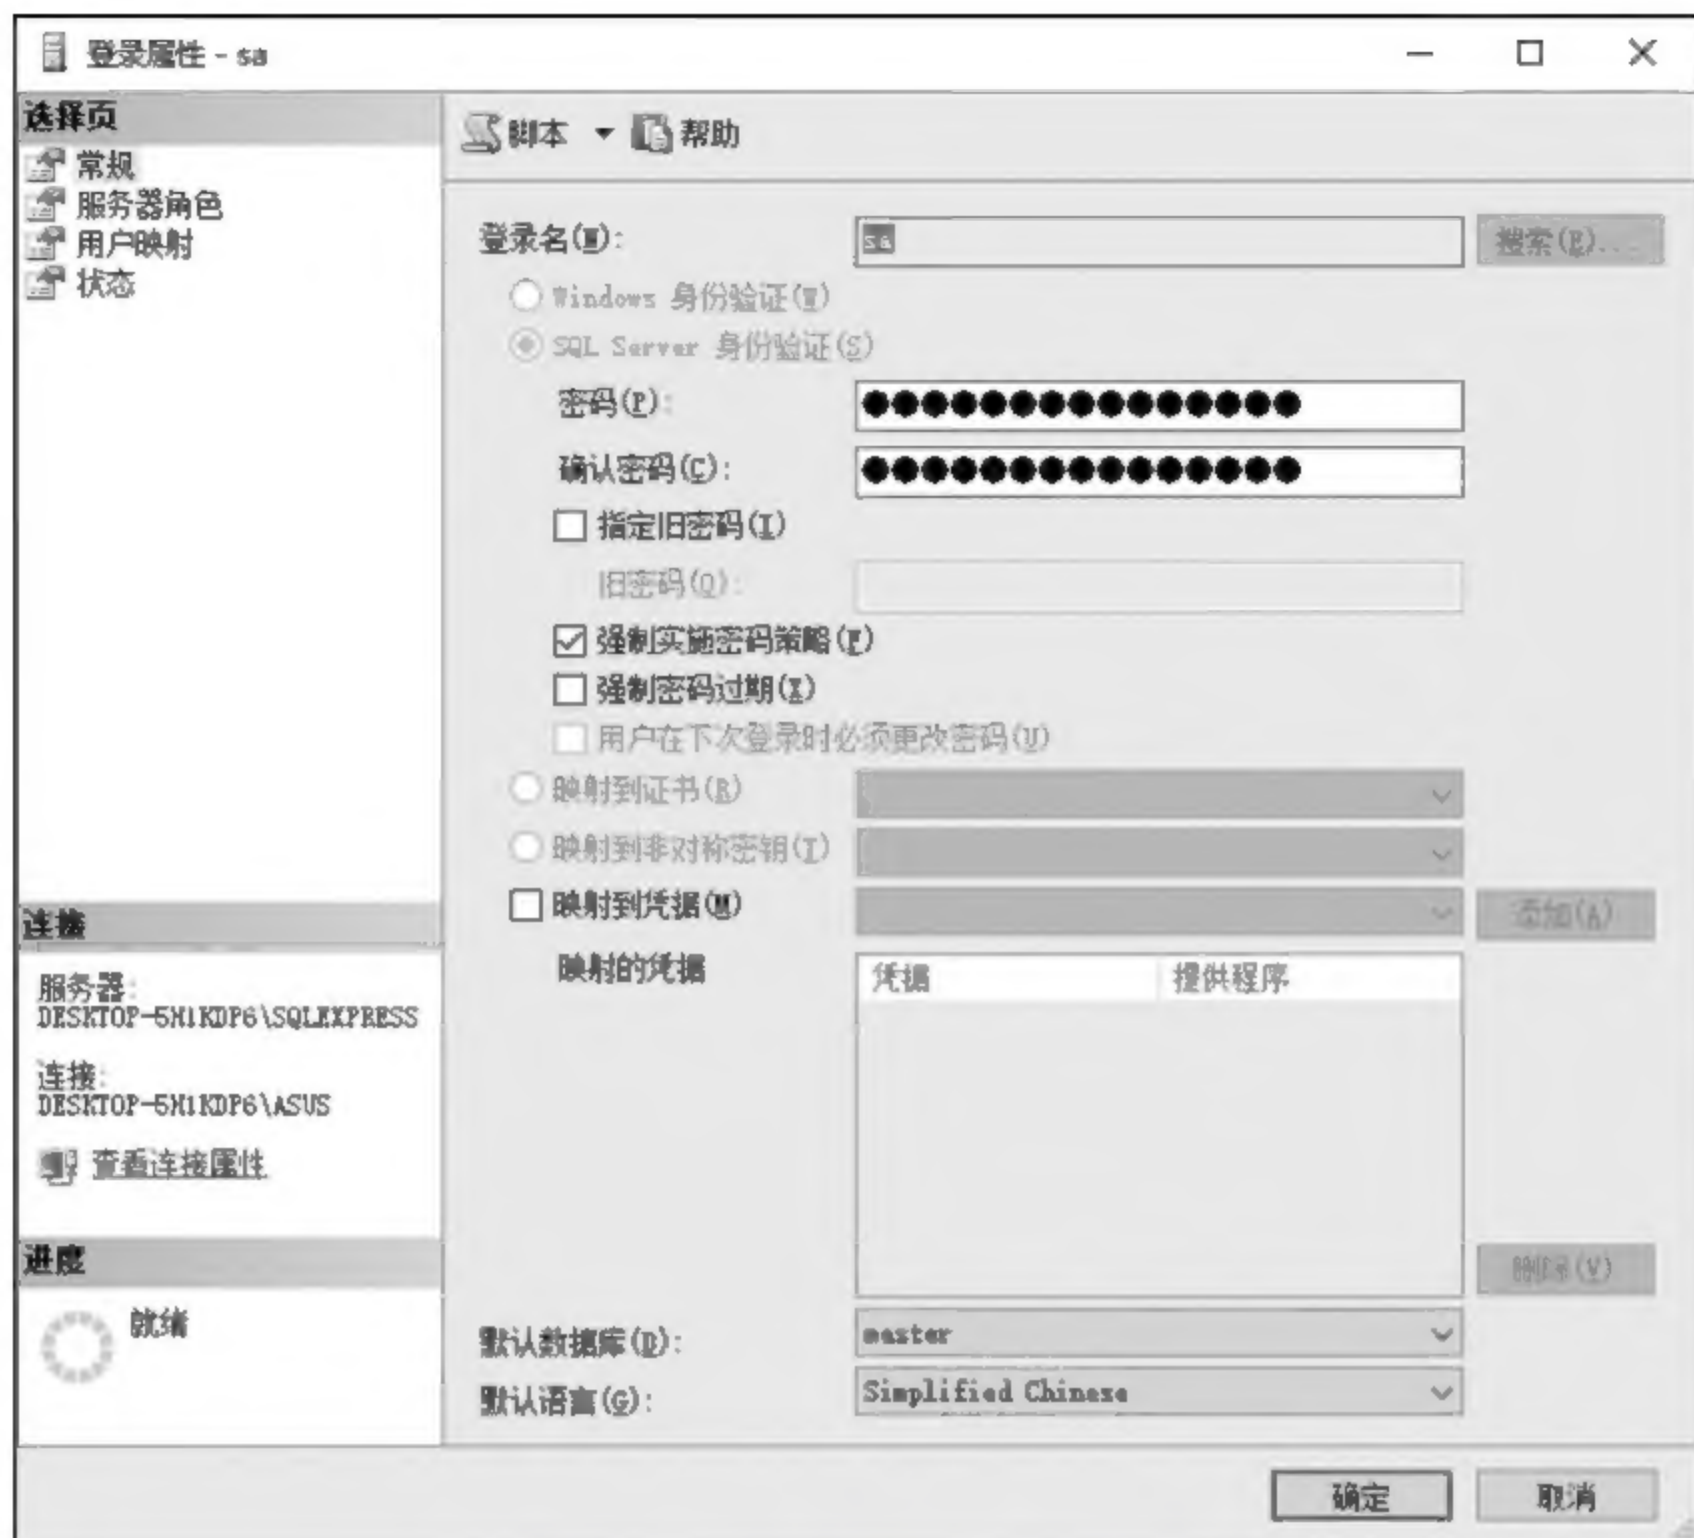 登录属性 - sa
选择页
常规
服务器角色
用户映射
状态
脚本 帮助
登录名(N): sa 搜索(E)...
Windows 身份验证(W)
SQL Server 身份验证(S)
密码(P): ●●●●●●●●●●●●●●●
确认密码(C): ●●●●●●●●●●●●●●●
指定旧密码(I)
旧密码(O):
强制实施密码策略(F)
强制密码过期(X)
用户在下次登录时必须更改密码(U)
映射到证书(R)
映射到非对称密钥(T)
映射到凭据(M) 添加(A)
映射的凭据 凭据 提供程序
删除(V)
默认数据库(D): master
默认语言(G): Simplified Chinese
连接
服务器:
DESKTOP-5M1KDP6\SQLEXPRESS
连接:
DESKTOP-5M1KDP6\ASUS
查看连接属性
进度
就绪
确定 取消